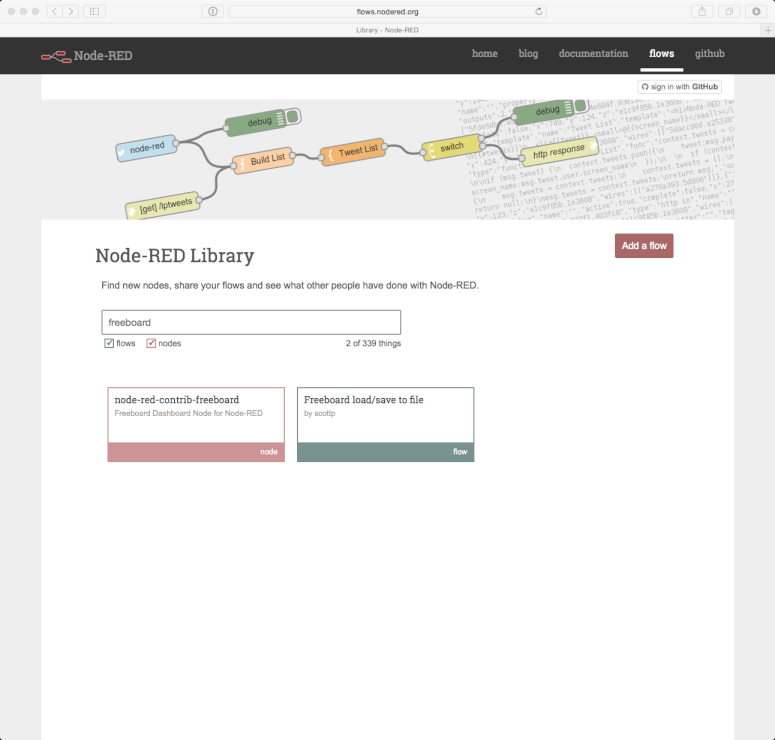 flows.nodered.org
Library - Node-RED
Node-RED
home blog documentation flows github
sign in with GitHub
node-red
debug
Build List
Tweet List
switch
debug
http response
[get] /lptweets
Node-RED Library
Add a flow
Find new nodes, share your flows and see what other people have done with Node-RED.
freeboard
flows nodes 2 of 339 things
node-red-contrib-freeboard
Freeboard Dashboard Node for Node-RED
node
Freeboard load/save to file
by scottp
flow